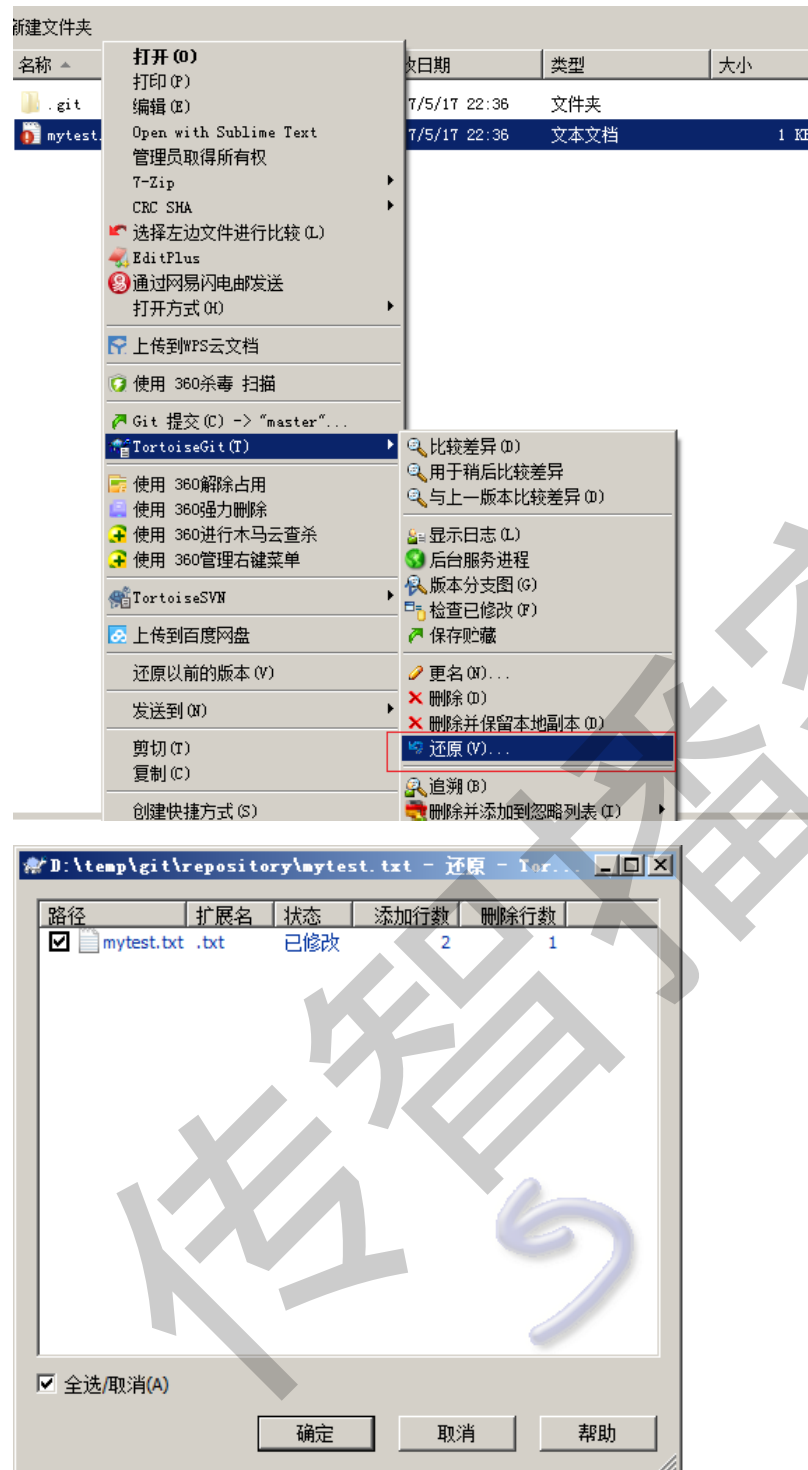 新建文件夹
名称 改日期 类型 大小
.git 7/5/17 22:36 文件夹
mytest. 7/5/17 22:36 文本文档 1 KB
打开(O)
打印(P)
编辑(E)
Open with Sublime Text
管理员取得所有权
7-Zip
CRC SHA
选择左边文件进行比较(L)
EditPlus
通过网易闪电邮发送
打开方式(H)
上传到WPS云文档
使用 360杀毒 扫描
Git 提交(C) -> "master"...
TortoiseGit(T)
使用 360解除占用
使用 360强力删除
使用 360进行木马云查杀
使用 360管理右键菜单
TortoiseSVN
上传到百度网盘
还原以前的版本(V)
发送到(N)
剪切(T)
复制(C)
创建快捷方式(S)
比较差异(D)
用于稍后比较差异
与上一版本比较差异(D)
显示日志(L)
后台服务进程
版本分支图(G)
检查已修改(F)
保存贮藏
更名(N)...
删除(D)
删除并保留本地副本(D)
还原(V)...
追溯(B)
删除并添加到忽略列表(I)
D:\temp\git\repository\mytest.txt - 还原 - Tor...
路径 扩展名 状态 添加行数 删除行数
mytest.txt .txt 已修改 2 1
全选/取消(A)
确定 取消 帮助
传智播客